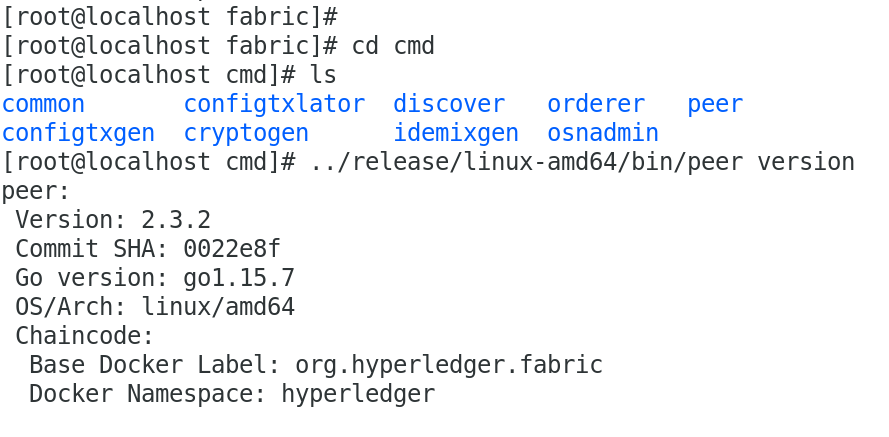 [root@localhost fabric]#
[root@localhost fabric]# cd cmd
[root@localhost cmd]# ls
common       configtxlator  discover   orderer   peer
configtxgen  cryptogen      idemixgen  osnadmin
[root@localhost cmd]# ../release/linux-amd64/bin/peer version
peer:
 Version: 2.3.2
 Commit SHA: 0022e8f
 Go version: go1.15.7
 OS/Arch: linux/amd64
 Chaincode:
  Base Docker Label: org.hyperledger.fabric
  Docker Namespace: hyperledger